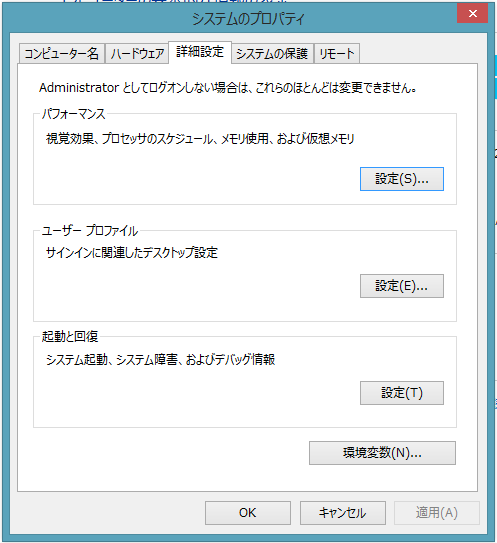 システムのプロパティ
コンピューター名 ハードウェア 詳細設定 システムの保護 リモート
Administrator としてログオンしない場合は、これらのほとんどは変更できません。
パフォーマンス
視覚効果、プロセッサのスケジュール、メモリ使用、および仮想メモリ
設定(S)...
ユーザー プロファイル
サインインに関連したデスクトップ設定
設定(E)...
起動と回復
システム起動、システム障害、およびデバッグ情報
設定(T)
環境変数(N)...
OK キャンセル 適用(A)